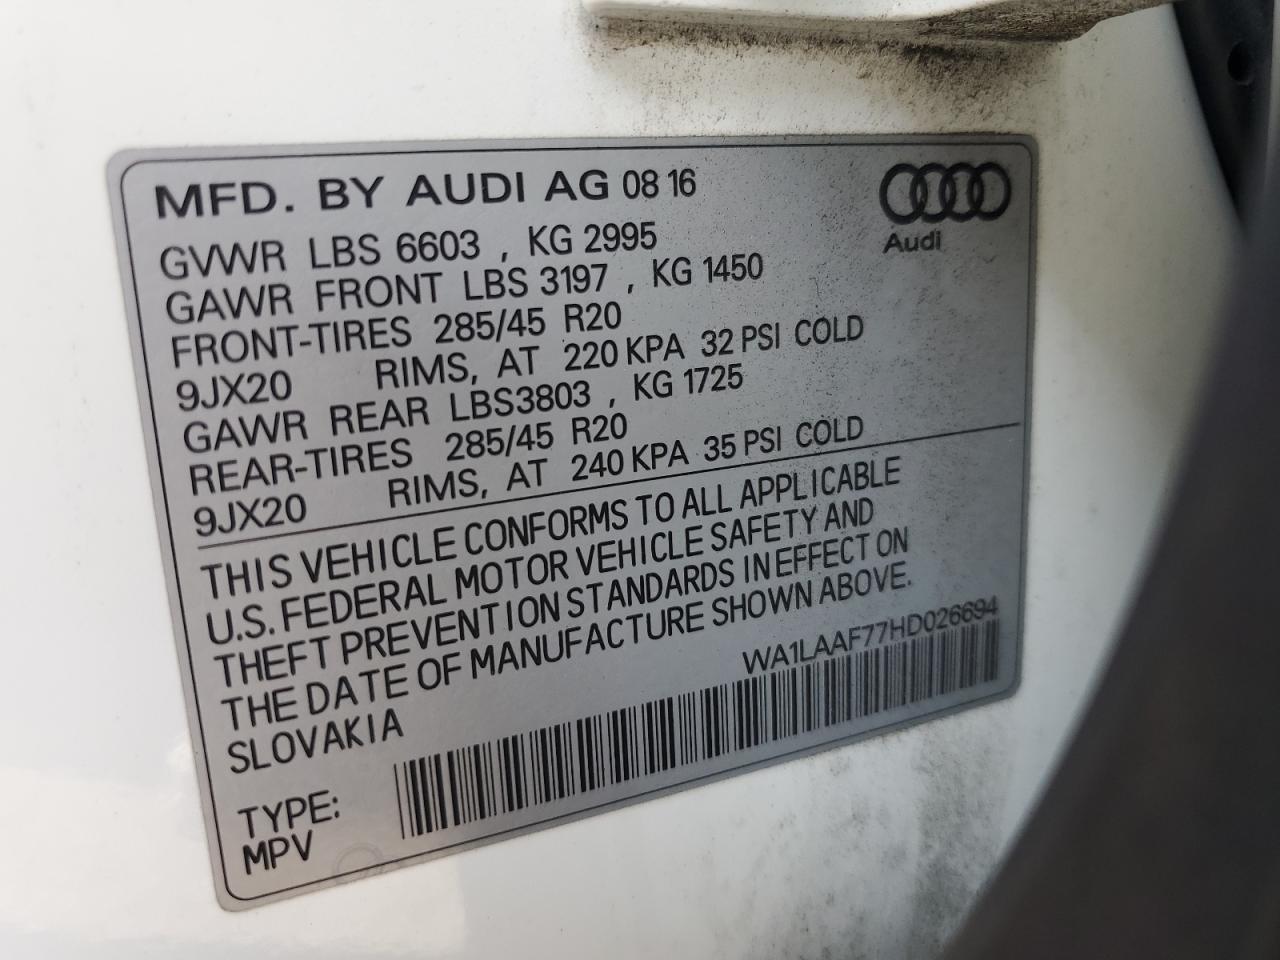 MFD. BY AUDI AG 08 16
Audi
GVWR LBS 6603 , KG 2995
GAWR FRONT LBS 3197 , KG 1450
FRONT-TIRES 285/45 R20
9JX20 RIMS, AT 220 KPA 32 PSI COLD
GAWR REAR LBS3803 , KG 1725
REAR-TIRES 285/45 R20
9JX20 RIMS, AT 240 KPA 35 PSI COLD
THIS VEHICLE CONFORMS TO ALL APPLICABLE
U.S. FEDERAL MOTOR VEHICLE SAFETY AND
THEFT PREVENTION STANDARDS IN EFFECT ON
THE DATE OF MANUFACTURE SHOWN ABOVE.
SLOVAKIA
WA1LAAF77HD026694
TYPE:
MPV